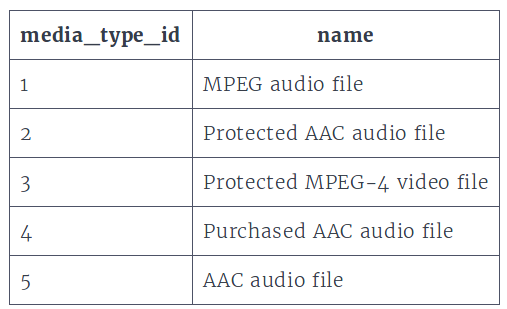 media_type_id name
1 MPEG audio file
2 Protected AAC audio file
3 Protected MPEG-4 video file
4 Purchased AAC audio file
5 AAC audio file